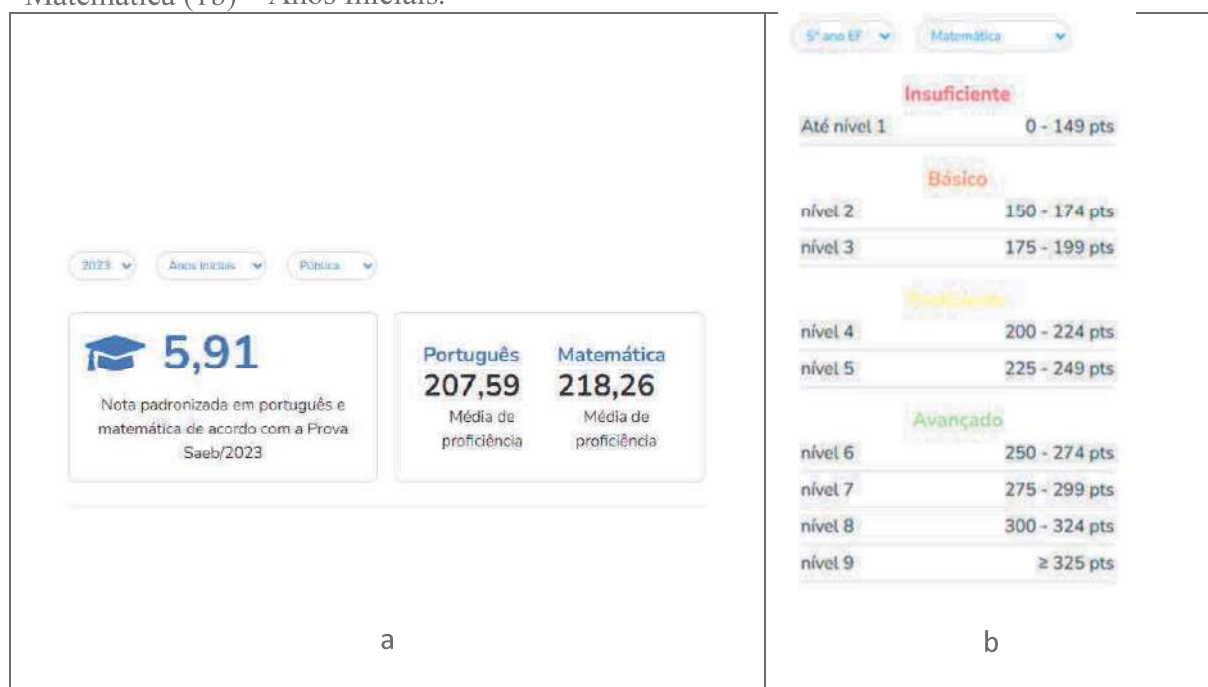 Matemática (1b) – Anos Iniciais.
2023
Anos Iniciais
Pública
5,91
Nota padronizada em português e
matemática de acordo com a Prova
Saeb/2023
Português
207,59
Média de
proficiência
Matemática
218,26
Média de
proficiência
a
5º ano EF
Matemática
Insuficiente
Até nível 1 0 - 149 pts
Básico
nível 2 150 - 174 pts
nível 3 175 - 199 pts
nível 4 200 - 224 pts
nível 5 225 - 249 pts
Avançado
nível 6 250 - 274 pts
nível 7 275 - 299 pts
nível 8 300 - 324 pts
nível 9 ≥ 325 pts
b